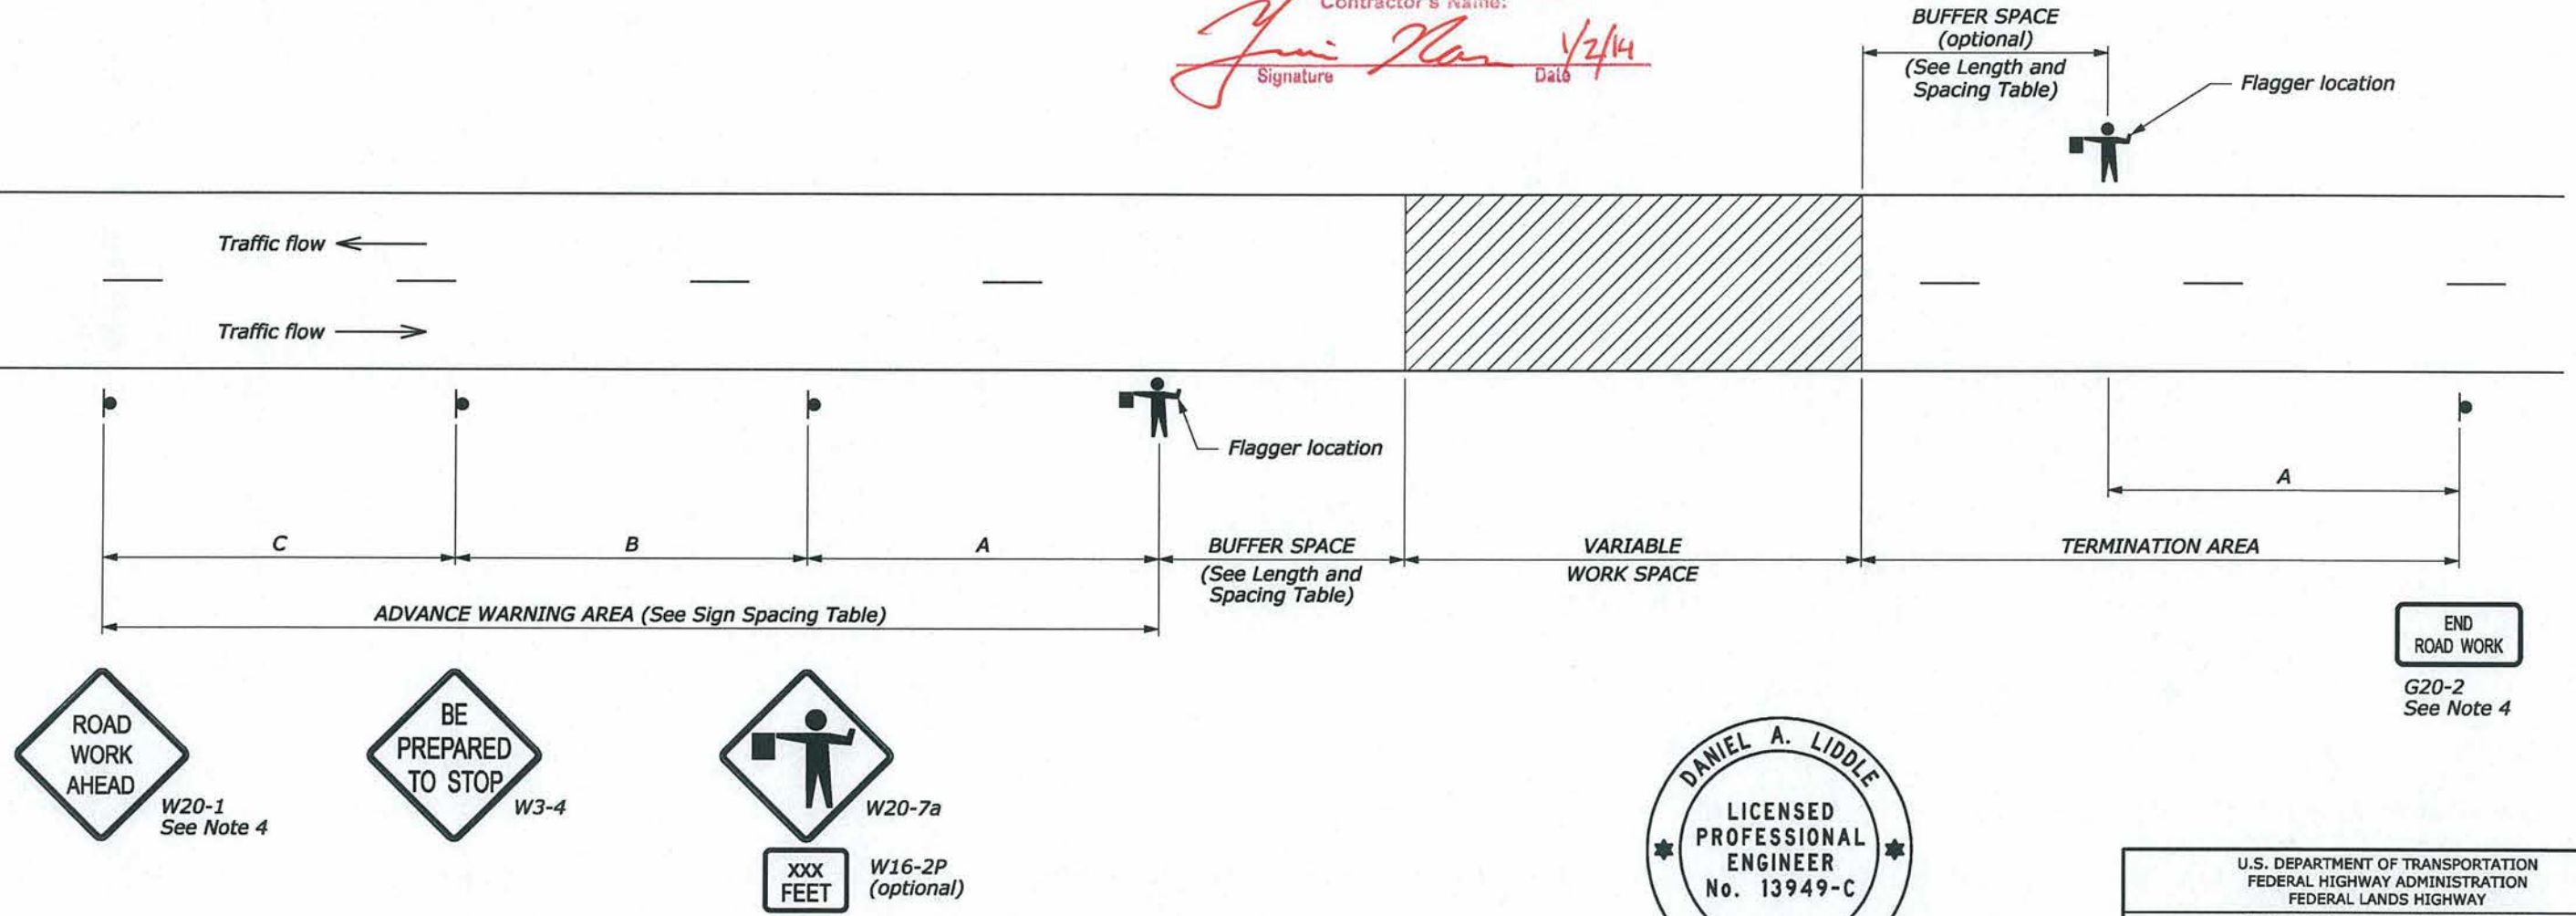 Contractor's Name:
1/2/14
Signature
Date
BUFFER SPACE
(optional)
(See Length and
Spacing Table)
Flagger location
Traffic flow
Traffic flow
Flagger location
A
C
B
A
BUFFER SPACE
(See Length and
Spacing Table)
VARIABLE
WORK SPACE
TERMINATION AREA
ADVANCE WARNING AREA (See Sign Spacing Table)
END
ROAD WORK
G20-2
See Note 4
ROAD
WORK
AHEAD
W20-1
See Note 4
BE
PREPARED
TO STOP
W3-4
W20-7a
XXX
FEET
W16-2P
(optional)
DANIEL A. LIDDLE
LICENSED
PROFESSIONAL
ENGINEER
No. 13949-C
U.S. DEPARTMENT OF TRANSPORTATION
FEDERAL HIGHWAY ADMINISTRATION
FEDERAL LANDS HIGHWAY